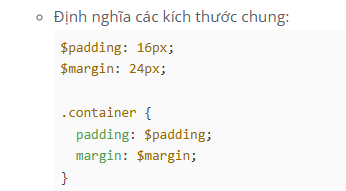 Định nghĩa các kích thước chung:
$padding: 16px;
$margin: 24px;
.container {
padding: $padding;
margin: $margin;
}